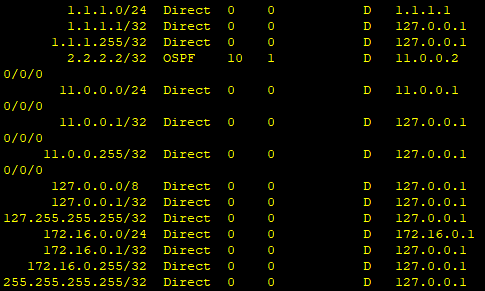 1.1.1.0/24 Direct 0 0 D 1.1.1.1
1.1.1.1/32 Direct 0 0 D 127.0.0.1
1.1.1.255/32 Direct 0 0 D 127.0.0.1
2.2.2.2/32 OSPF 10 1 D 11.0.0.2
0/0/0
11.0.0.0/24 Direct 0 0 D 11.0.0.1
0/0/0
11.0.0.1/32 Direct 0 0 D 127.0.0.1
0/0/0
11.0.0.255/32 Direct 0 0 D 127.0.0.1
0/0/0
127.0.0.0/8 Direct 0 0 D 127.0.0.1
127.0.0.1/32 Direct 0 0 D 127.0.0.1
127.255.255.255/32 Direct 0 0 D 127.0.0.1
172.16.0.0/24 Direct 0 0 D 172.16.0.1
172.16.0.1/32 Direct 0 0 D 127.0.0.1
172.16.0.255/32 Direct 0 0 D 127.0.0.1
255.255.255.255/32 Direct 0 0 D 127.0.0.1